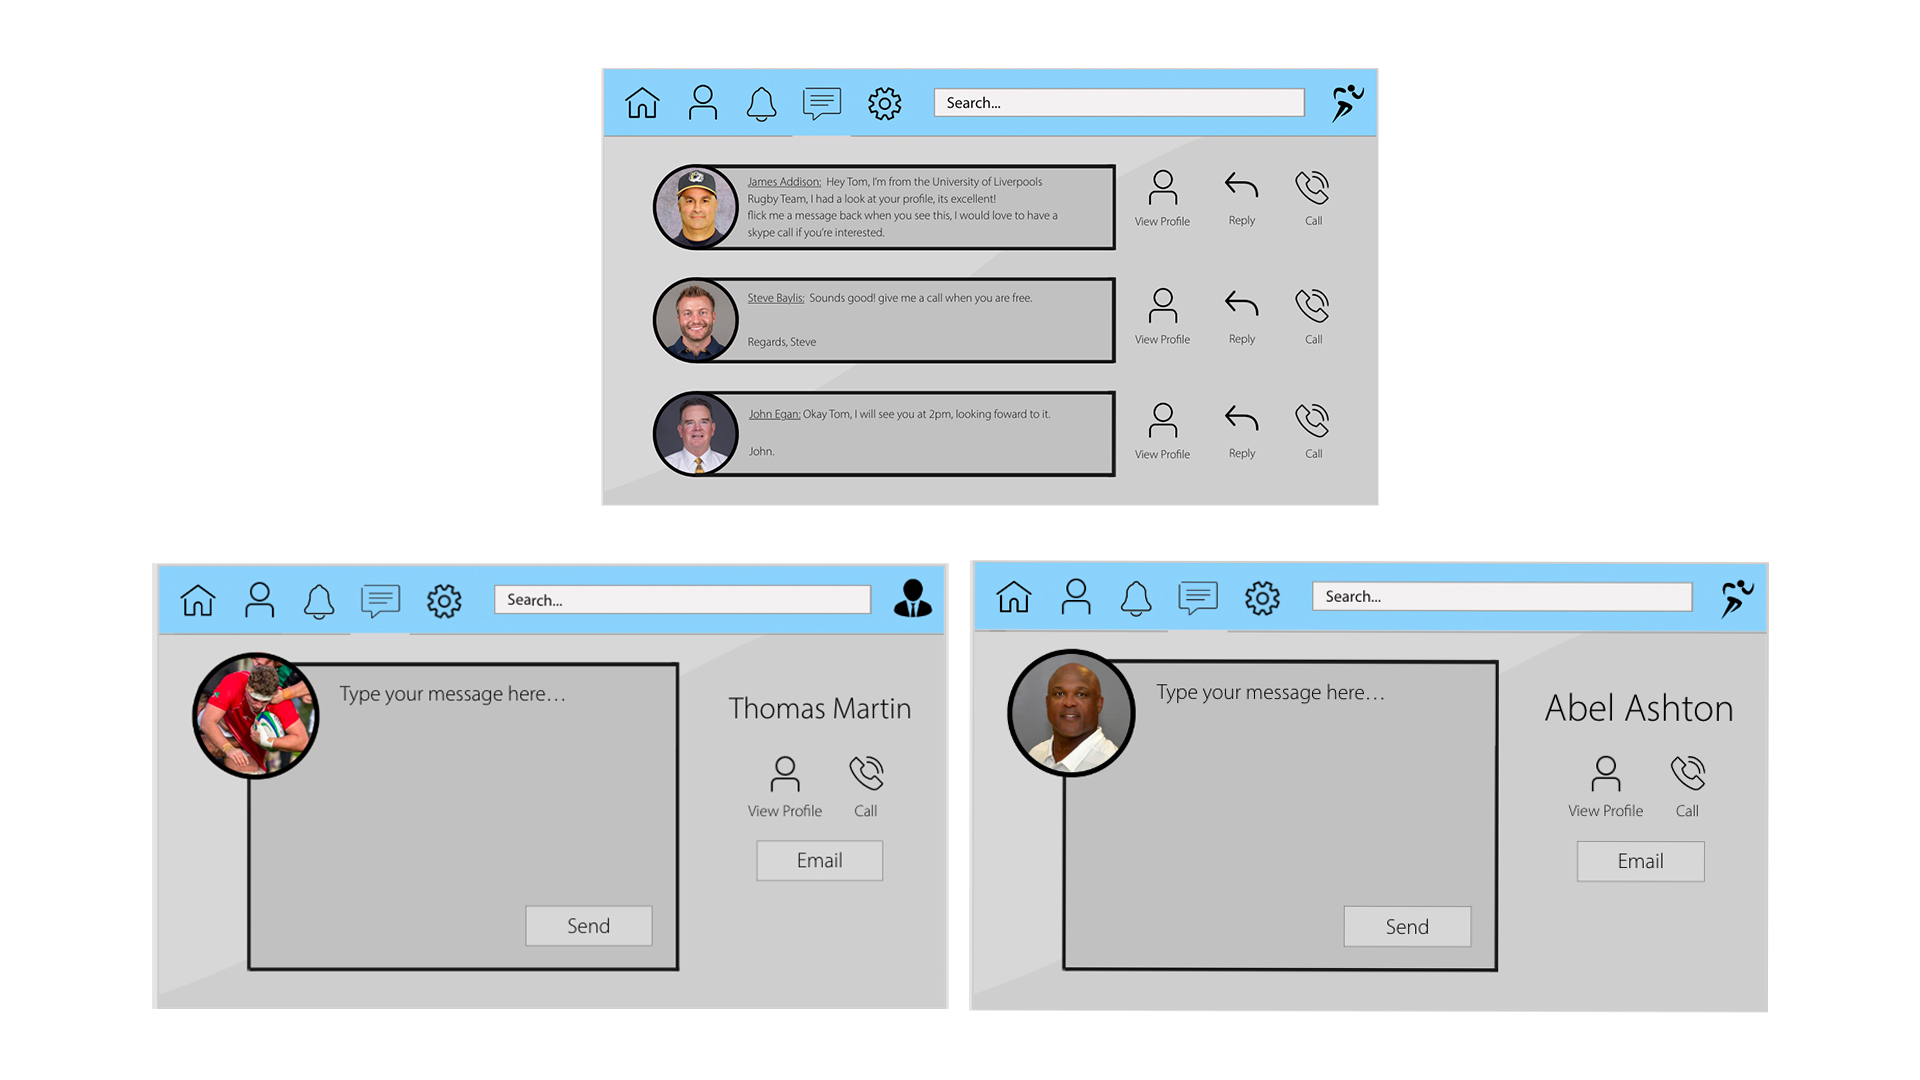 Search...
James Addison: Hey Tom, I'm from the University of Liverpools
Rugby Team, I had a look at your profile, its excellent!
flick me a message back when you see this, I would love to have a
skype call if you're interested.
View Profile
Reply
Call
Steve Baylis: Sounds good! give me a call when you are free.
Regards, Steve
View Profile
Reply
Call
John Egan: Okay Tom, I will see you at 2pm, looking foward to it.
John.
View Profile
Reply
Call
Search...
Type your message here...
Thomas Martin
View Profile
Call
Email
Send
Search...
Type your message here...
Abel Ashton
View Profile
Call
Email
Send